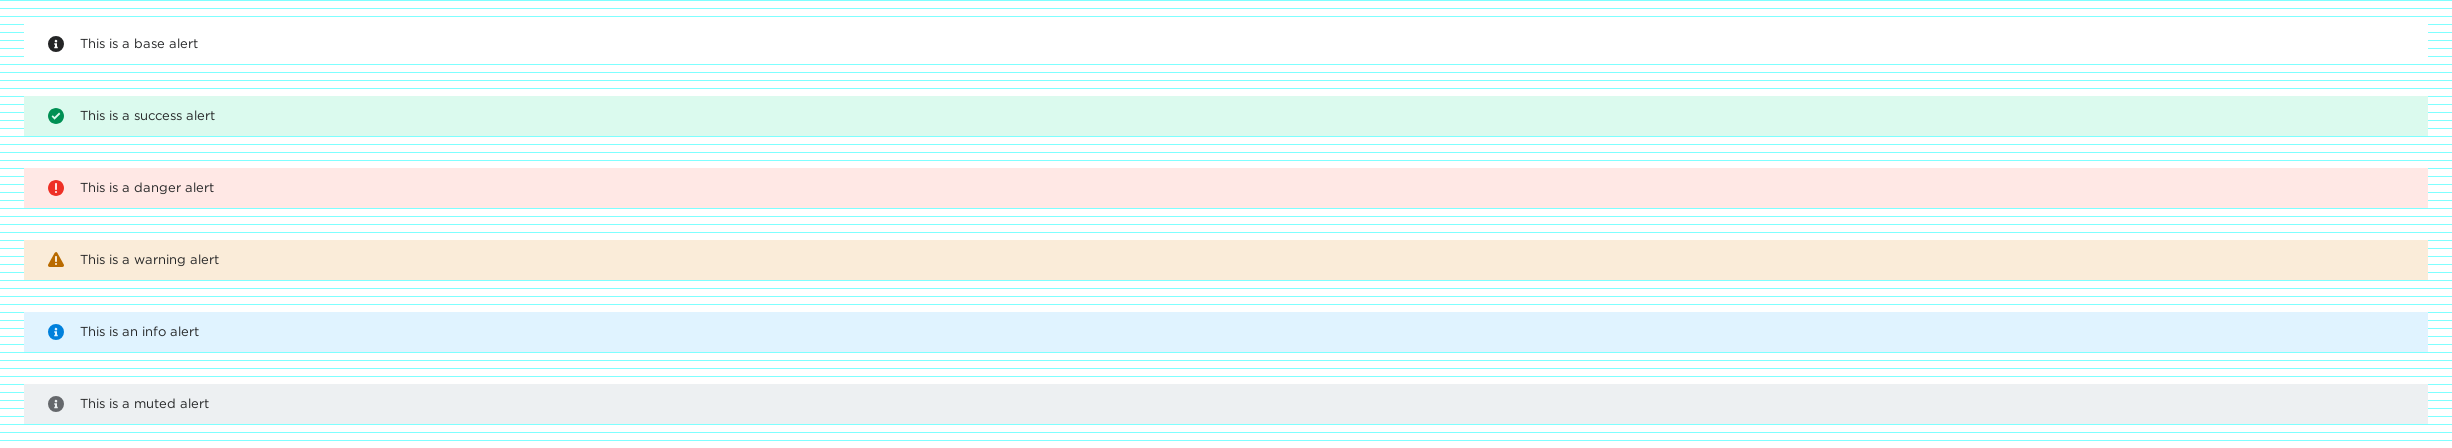 This is a base alert
This is a success alert
This is a danger alert
This is a warning alert
This is an info alert
This is a muted alert